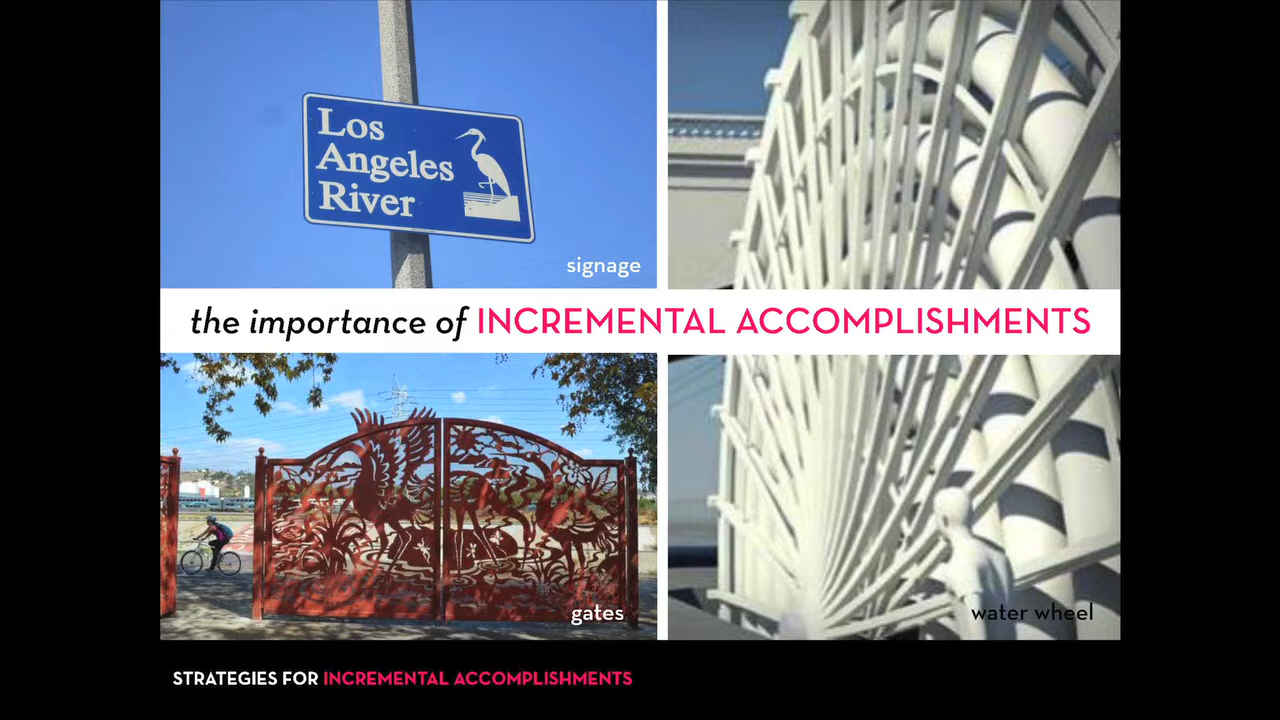 Los
Angeles
River
signage
the importance of INCREMENTAL ACCOMPLISHMENTS
gates
water wheel
STRATEGIES FOR INCREMENTAL ACCOMPLISHMENTS